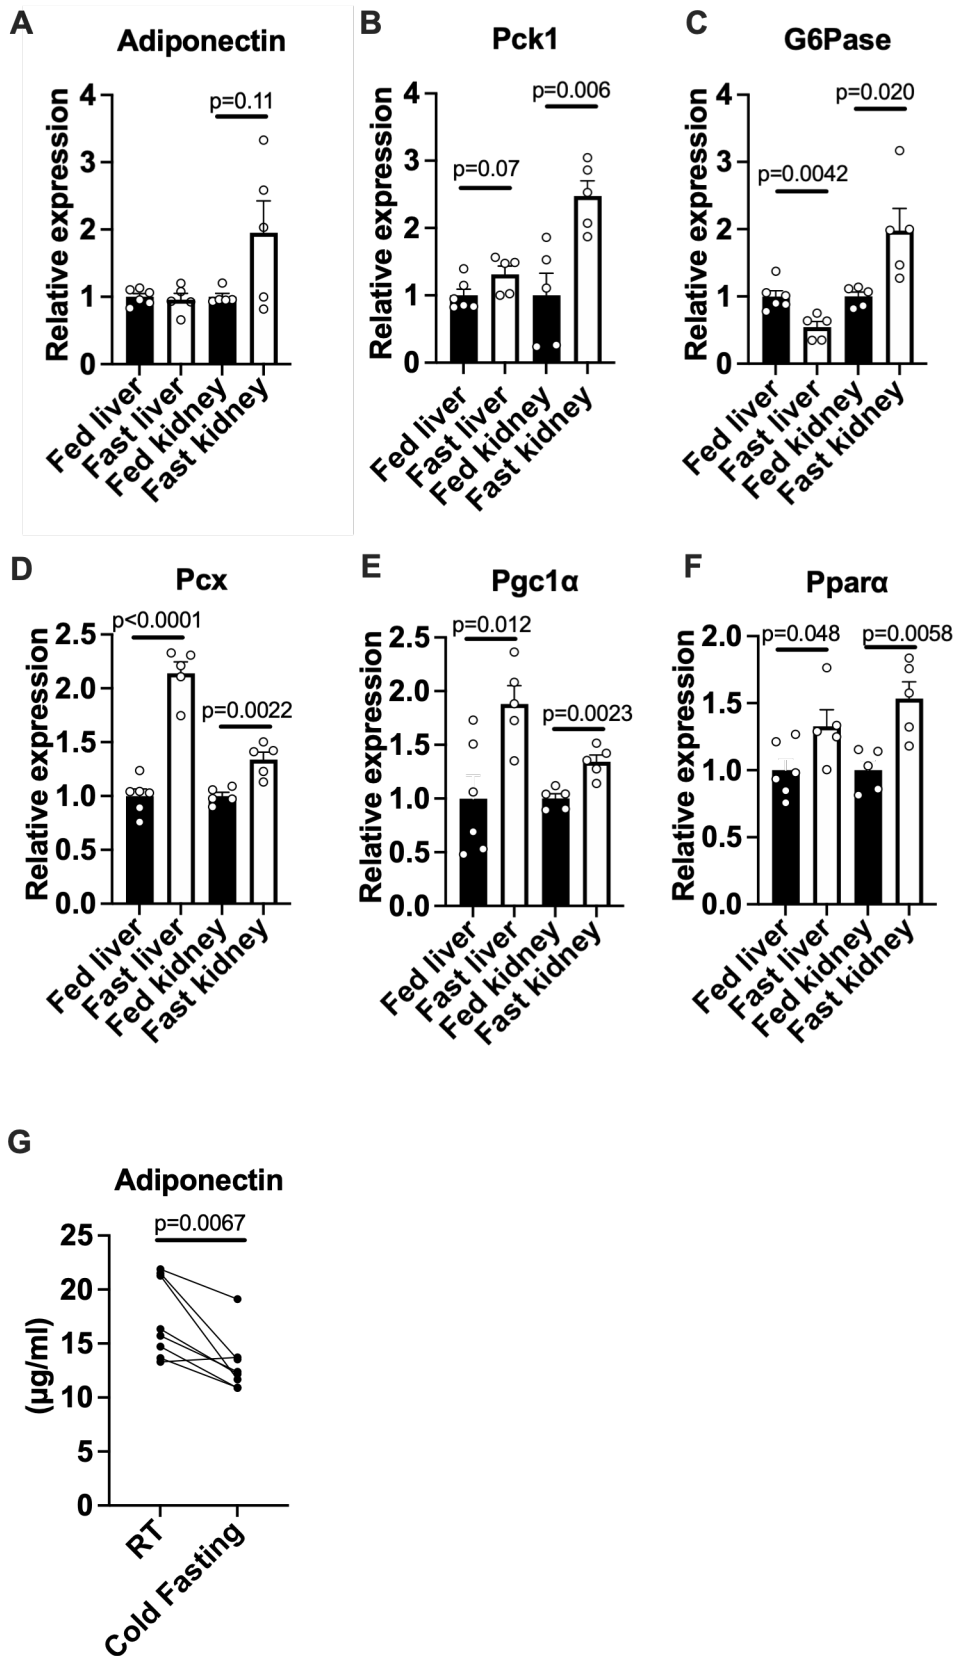 A
Adiponectin
p=0.11
Relative expression
4
3
2
1
0
Fed liver
Fast liver
Fed kidney
Fast kidney
B
Pck1
p=0.006
p=0.07
Relative expression
4
3
2
1
0
Fed liver
Fast liver
Fed kidney
Fast kidney
C
G6Pase
p=0.020
p=0.0042
Relative expression
4
3
2
1
0
Fed liver
Fast liver
Fed kidney
Fast kidney
D
Pcx
p<0.0001
p=0.0022
Relative expression
2.5
2.0
1.5
1.0
0.5
0.0
Fed liver
Fast liver
Fed kidney
Fast kidney
E
Pgc1α
p=0.012
p=0.0023
Relative expression
2.5
2.0
1.5
1.0
0.5
0.0
Fed liver
Fast liver
Fed kidney
Fast kidney
F
Pparα
p=0.048
p=0.0058
Relative expression
2.0
1.5
1.0
0.5
0.0
Fed liver
Fast liver
Fed kidney
Fast kidney
G
Adiponectin
p=0.0067
(μg/ml)
25
20
15
10
5
0
RT
Cold Fasting